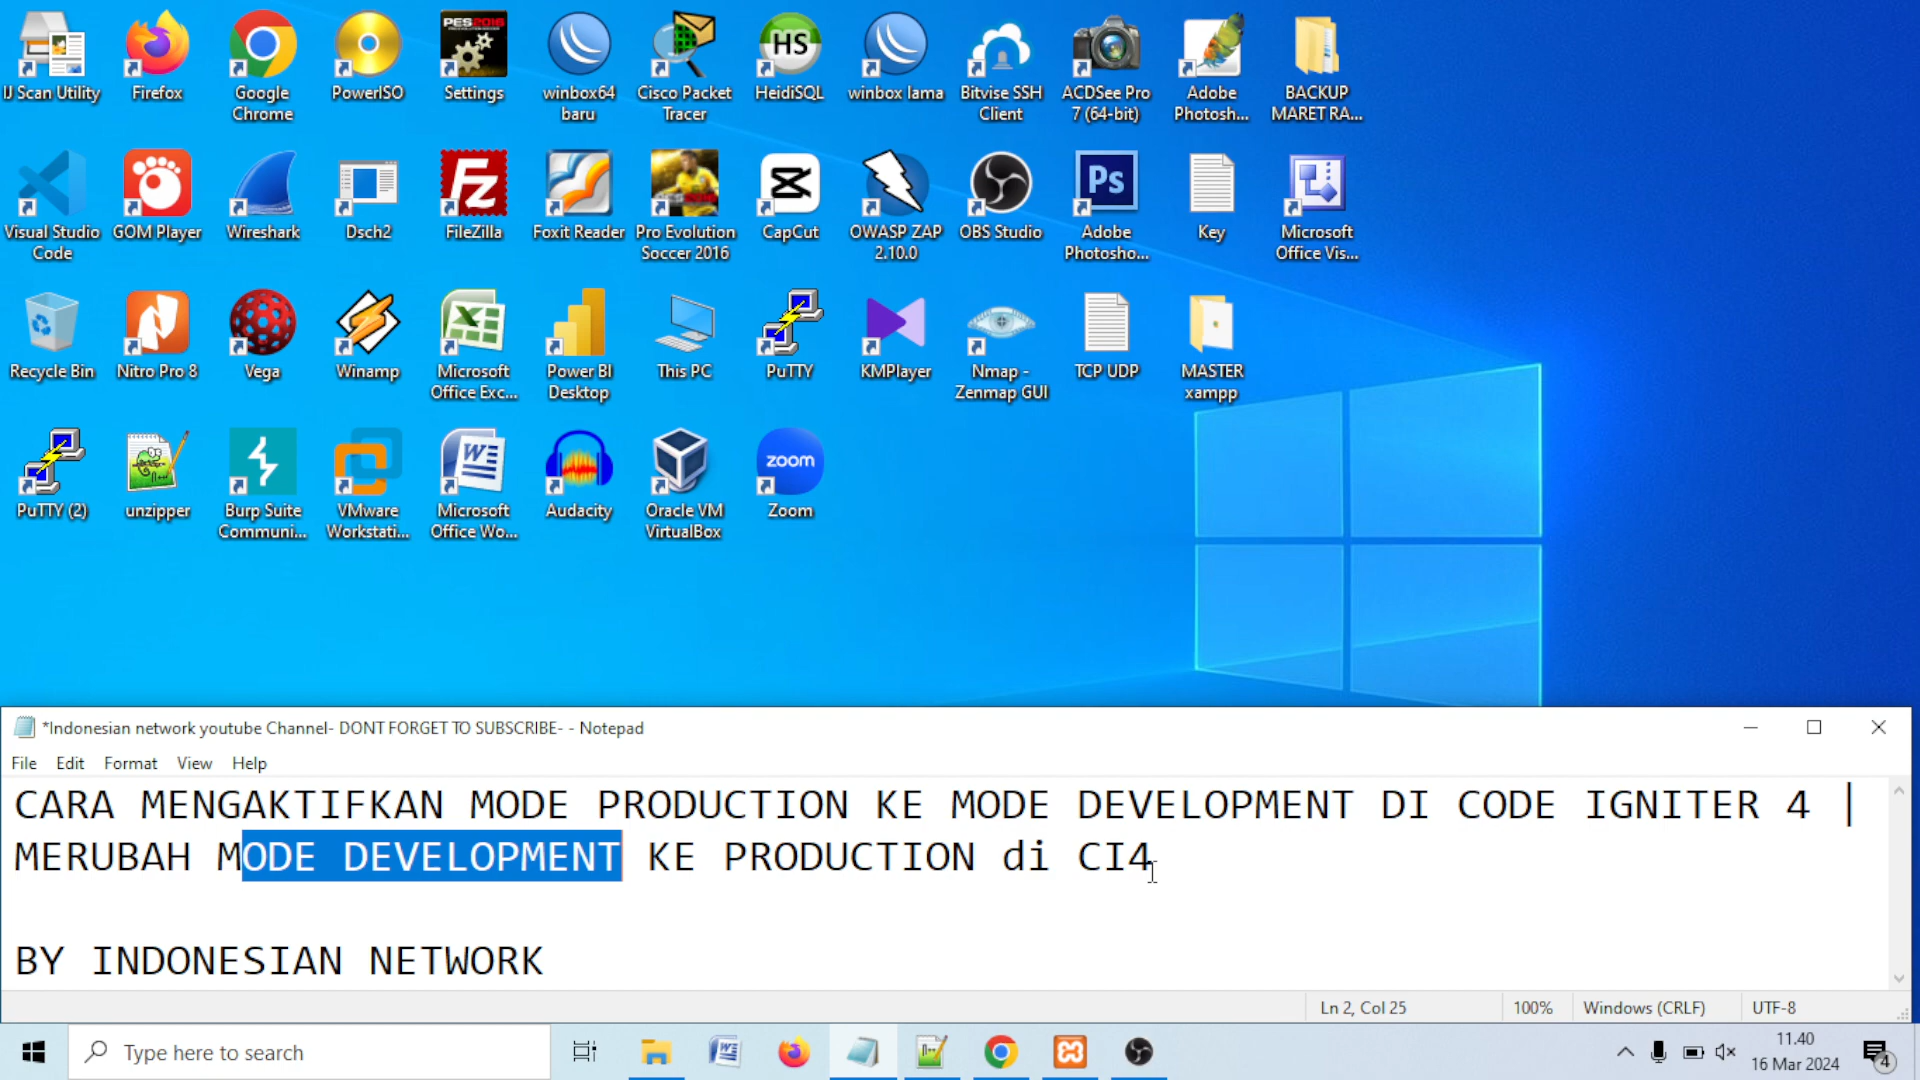 IJ Scan Utility
Firefox
Google
Chrome
PowerISO
PES2016
Settings
winbox64
baru
Cisco Packet
Tracer
HS
HeidiSQL
winbox lama
Bitvise SSH
Client
ACDSee Pro
7 (64-bit)
Adobe
Photosh...
BACKUP
MARET RA...
Visual Studio
Code
GOM Player
Wireshark
Dsch2
Fz
FileZilla
Foxit Reader
Pro Evolution
Soccer 2016
CapCut
OWASP ZAP
2.10.0
OBS Studio
Ps
Adobe
Photosho...
Key
Microsoft
Office Vis...
Recycle Bin
Nitro Pro 8
Vega
Winamp
Microsoft
Office Exc...
Power BI
Desktop
This PC
PuTTY
KMPlayer
Nmap -
Zenmap GUI
TCP UDP
MASTER
xampp
PuTTY (2)
unzipper
Burp Suite
Communi...
VMware
Workstati...
Microsoft
Office Wo...
Audacity
Oracle VM
VirtualBox
zoom
Zoom
*Indonesian network youtube Channel- DONT FORGET TO SUBSCRIBE- - Notepad
File Edit Format View Help
CARA MENGAKTIFKAN MODE PRODUCTION KE MODE DEVELOPMENT DI CODE IGNITER 4 |
MERUBAH MODE DEVELOPMENT KE PRODUCTION di CI4
BY INDONESIAN NETWORK
Ln 2, Col 25 100% Windows (CRLF) UTF-8
Type here to search
11.40
16 Mar 2024
4